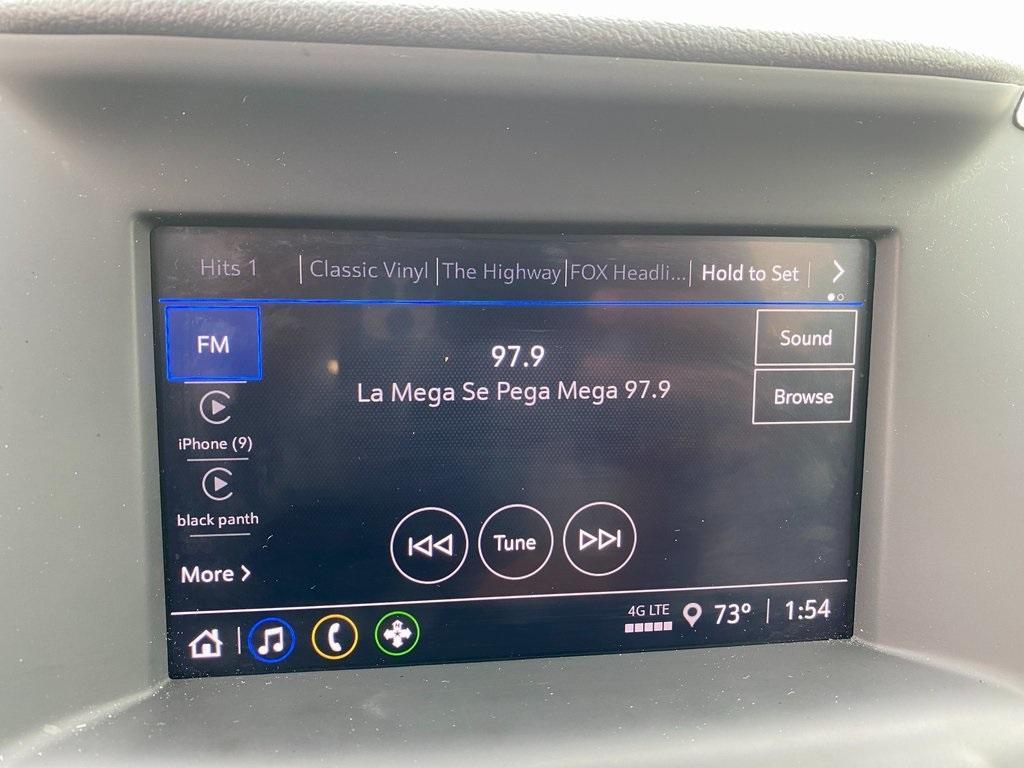 Hits 1 Classic Vinyl The Highway FOX Headli... Hold to Set
FM
97.9
La Mega Se Pega Mega 97.9
Sound
Browse
iPhone (9)
black panth
More
Tune
4G LTE
73° 1:54